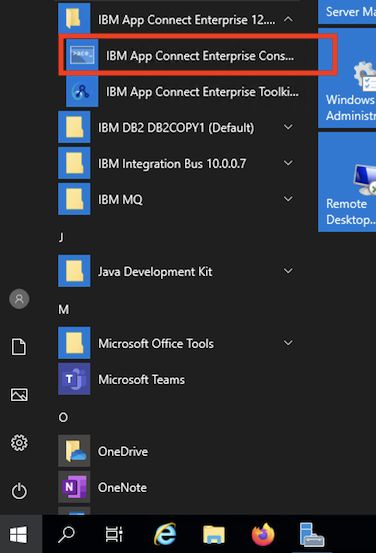 IBM App Connect Enterprise 12....
Server Manager
IBM App Connect Enterprise Cons...
IBM App Connect Enterprise Toolki...
Windows
Administr...
IBM DB2 DB2COPY1 (Default)
IBM Integration Bus 10.0.0.7
IBM MQ
Remote
Desktop...
J
Java Development Kit
M
Microsoft Office Tools
Microsoft Teams
O
OneDrive
OneNote